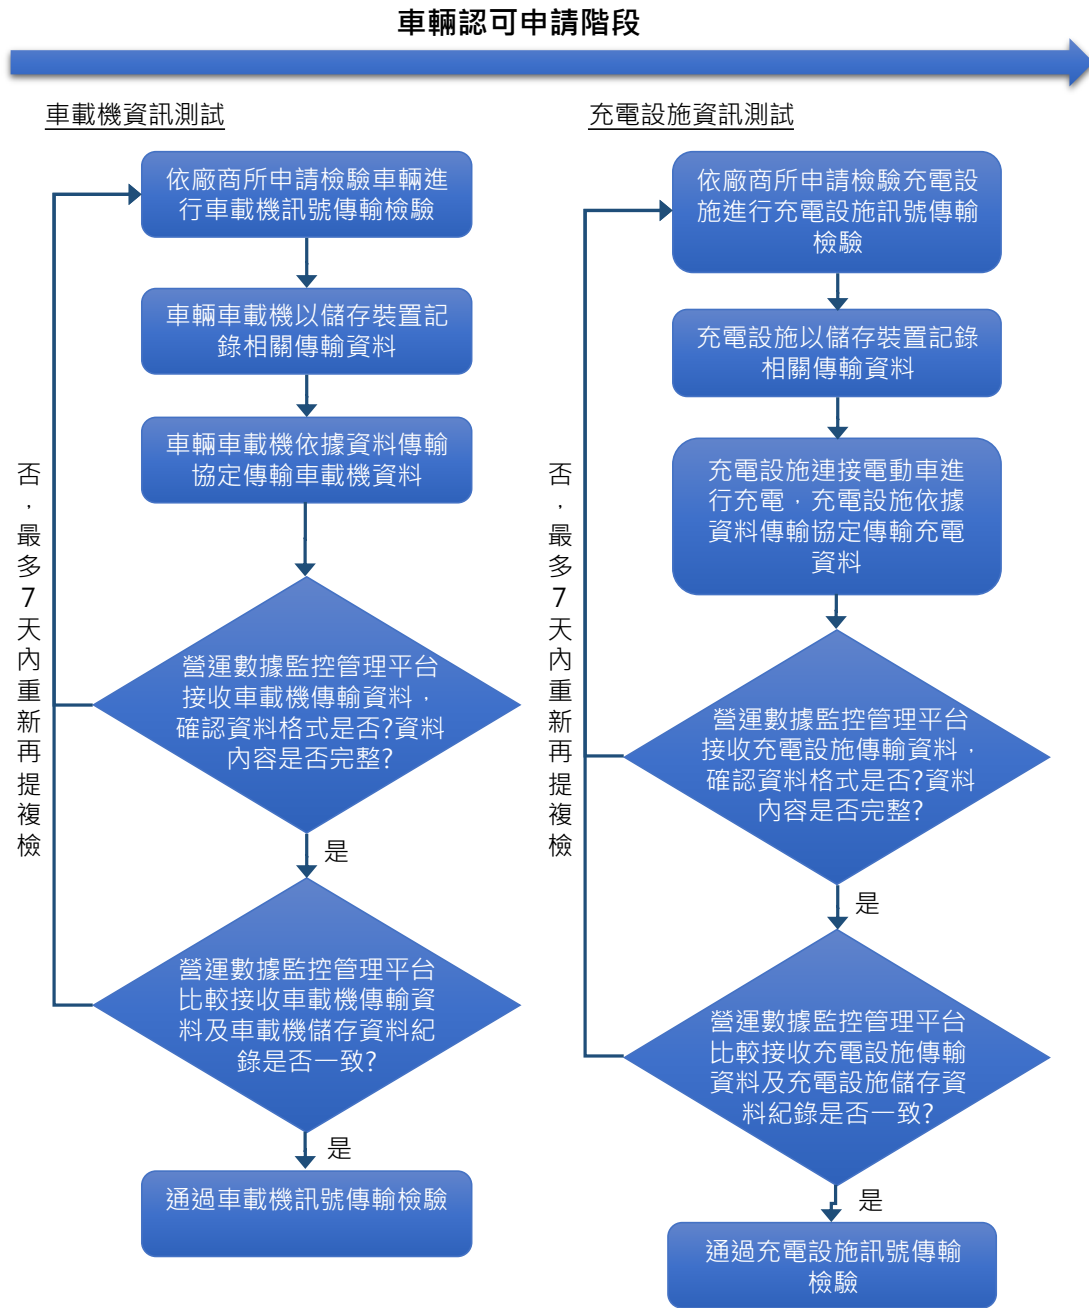 車輛認可申請階段
車載機資訊測試
依廠商所申請檢驗車輛進
行車載機訊號傳輸檢驗
車輛車載機以儲存裝置記
錄相關傳輸資料
車輛車載機依據資料傳輸
協定傳輸車載機資料
營運數據監控管理平台
接收車載機傳輸資料，
確認資料格式是否?資料
內容是否完整?
是
營運數據監控管理平台
比較接收車載機傳輸資
料及車載機儲存資料紀
錄是否一致?
是
通過車載機訊號傳輸檢驗
否，最多7天內重新再提複檢
充電設施資訊測試
依廠商所申請檢驗充電設
施進行充電設施訊號傳輸
檢驗
充電設施以儲存裝置記錄
相關傳輸資料
充電設施連接電動車進
行充電，充電設施依據
資料傳輸協定傳輸充電
資料
營運數據監控管理平台
接收充電設施傳輸資料，
確認資料格式是否?資料
內容是否完整?
是
營運數據監控管理平台
比較接收充電設施傳輸
資料及充電設施儲存資
料紀錄是否一致?
是
通過充電設施訊號傳輸
檢驗
否，最多7天內重新再提複檢